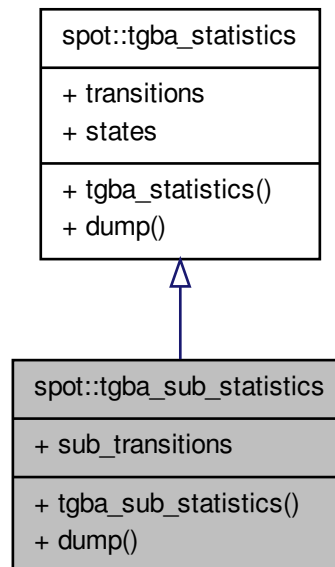 spot::tgba_statistics
+ transitions
+ states
+ tgba_statistics()
+ dump()
spot::tgba_sub_statistics
+ sub_transitions
+ tgba_sub_statistics()
+ dump()